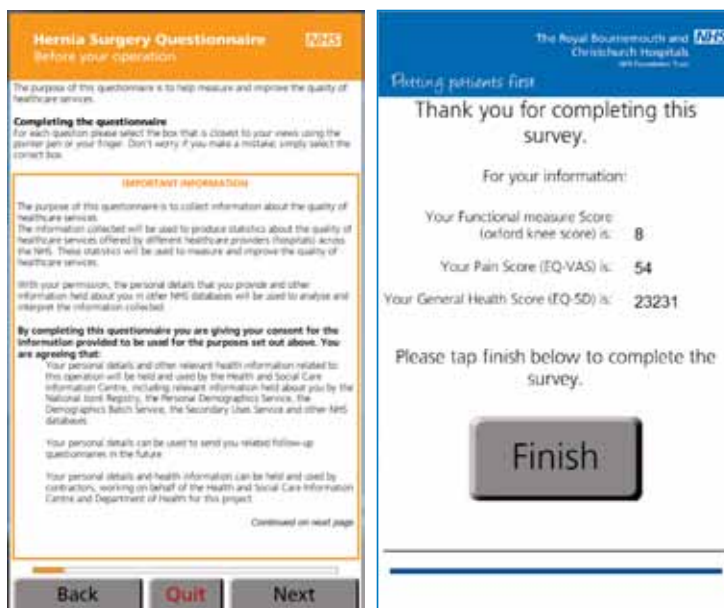 Hernia Surgery Questionnaire
NHS
Before your operation
The purpose of this questionnaire is to help measure and improve the quality of
healthcare services.
Completing the questionnaire
For each question please select the box that is closest to your views using the
pointer pen or your finger. Don't worry if you make a mistake; simply select the
correct box.
IMPORTANT INFORMATION
The purpose of this questionnaire is to collect information about the quality of
healthcare services.
The information collected will be used to produce statistics about the quality of
healthcare services offered by different healthcare providers (hospitals) across
the NHS. These statistics will be used to measure and improve the quality of
healthcare services.
With your permission, the personal details that you provide and other
information held about you in other NHS databases will be used to analyse and
interpret the information collected.
By completing this questionnaire you are giving your consent for the
information provided to be used for the purposes set out above. You
are agreeing that:
Your personal details and other relevant health information related to
this operation will be held and used by the Health and Social Care
Information Centre, including relevant information held about you by the
National Joint Registry, the Personal Demographics Service, the
Demographics Batch Service, the Secondary Uses Service and other NHS
databases
Your personal details can be used to send you related follow-up
questionnaires in the future
Your personal details and health information can be held and used by
contractors, working on behalf of the Health and Social Care Information
Centre and Department of Health for this project
Continued on next page
Back
Quit
Next
The Royal Bournemouth and NHS
Christchurch Hospitals
NHS Foundation Trust
Putting patients first
Thank you for completing this
survey.
For your information:
Your Functional measure Score
(oxford knee score) is: 8
Your Pain Score (EQ-VAS) is: 54
Your General Health Score (EQ-5D) is: 23231
Please tap finish below to complete the
survey.
Finish